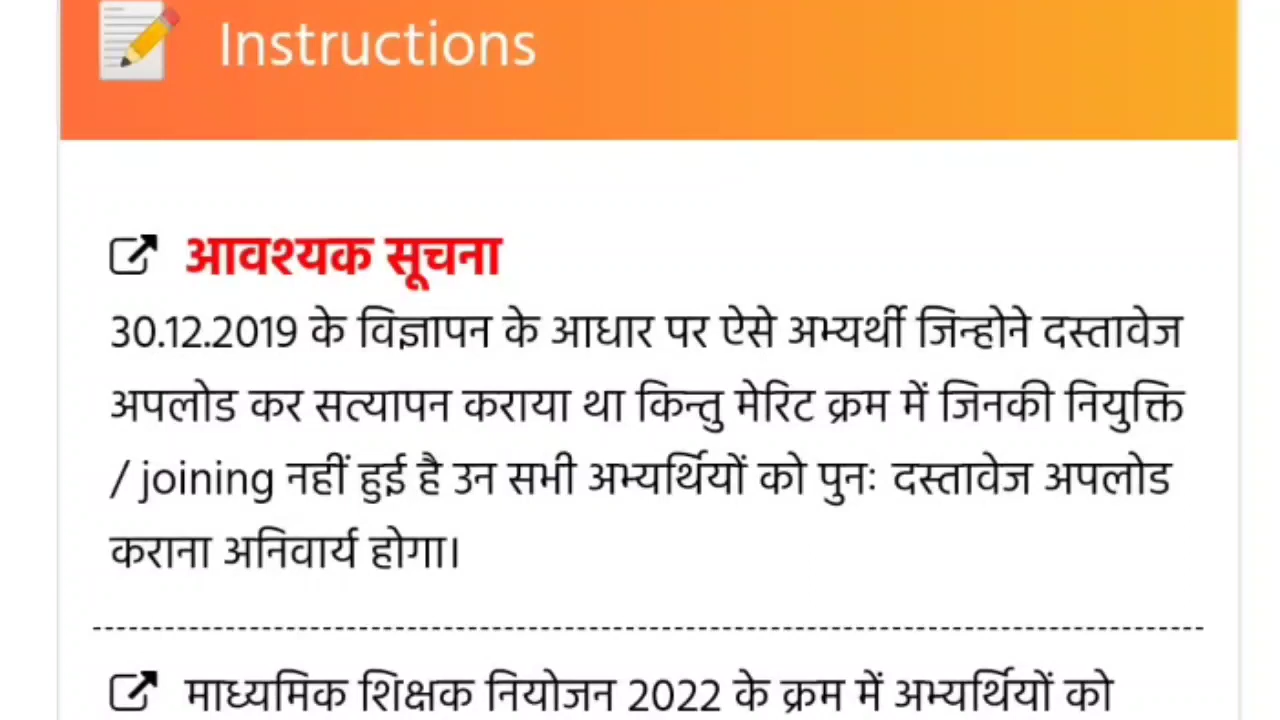 Instructions
आवश्यक सूचना
30.12.2019 के विज्ञापन के आधार पर ऐसे अभ्यर्थी जिन्होने दस्तावेज
अपलोड कर सत्यापन कराया था किन्तु मेरिट क्रम में जिनकी नियुक्ति
/ joining नहीं हुई है उन सभी अभ्यर्थियों को पुनः दस्तावेज अपलोड
कराना अनिवार्य होगा।
माध्यमिक शिक्षक नियोजन 2022 के क्रम में अभ्यर्थियों को